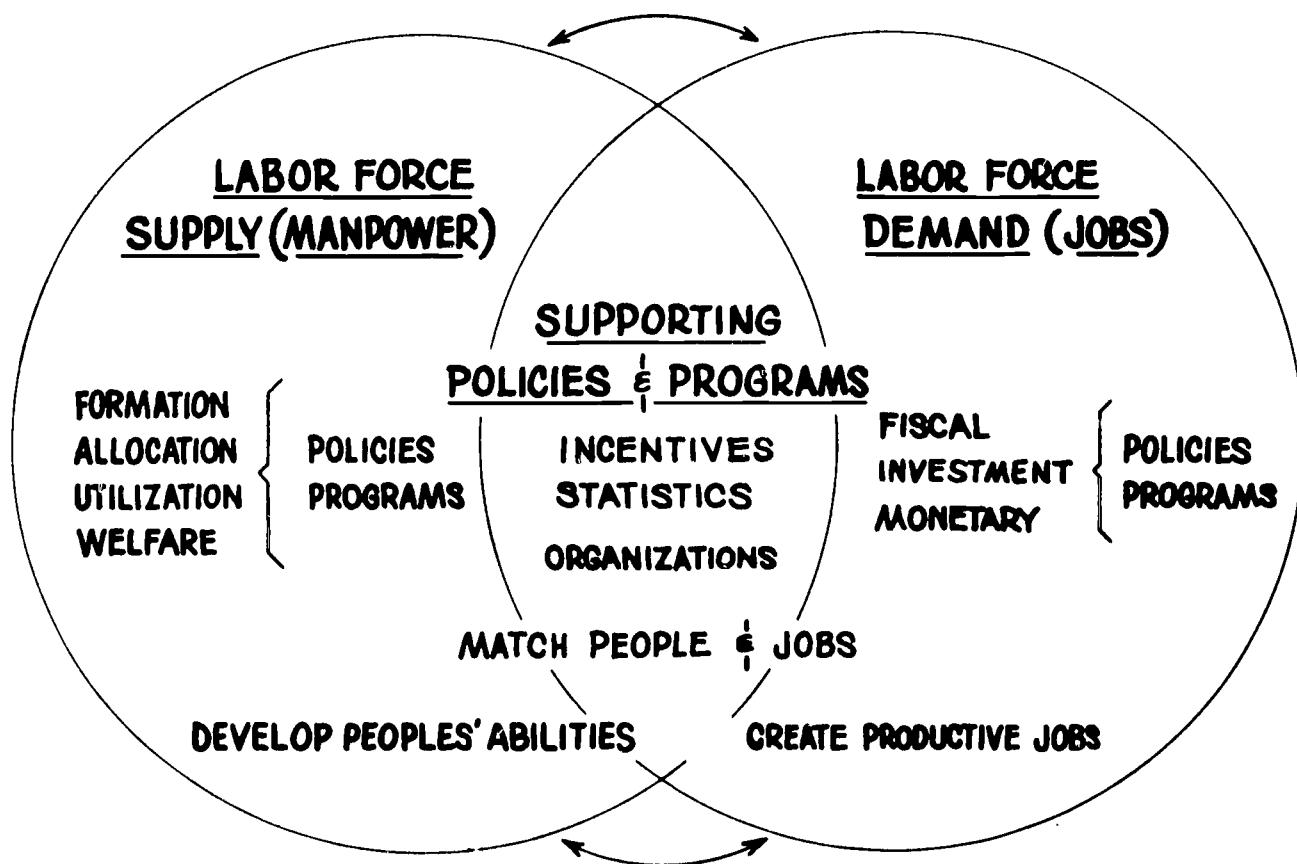 LABOR FORCE
SUPPLY (MANPOWER)
LABOR FORCE
DEMAND (JOBS)
SUPPORTING
POLICIES & PROGRAMS
FORMATION
ALLOCATION
UTILIZATION
WELFARE
POLICIES
PROGRAMS
INCENTIVES
STATISTICS
ORGANIZATIONS
FISCAL
INVESTMENT
MONETARY
POLICIES
PROGRAMS
MATCH PEOPLE & JOBS
DEVELOP PEOPLES' ABILITIES
CREATE PRODUCTIVE JOBS